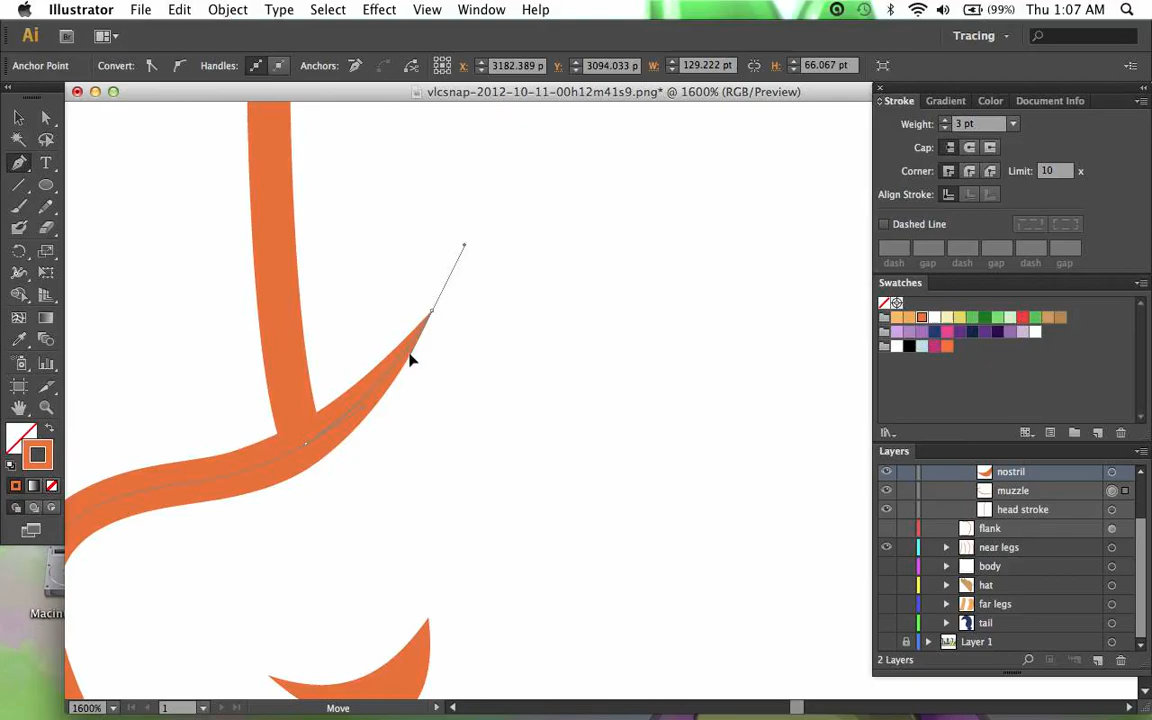 Illustrator File Edit Object Type Select Effect View Window Help (99%) Thu 1:07 AM
Ai Br Tracing
Anchor Point Convert: Handles: Anchors: X: 3182.389 p Y: 3094.033 p W: 129.222 p H: 66.067 pt
vlcsnap-2012-10-11-00h12m41s9.png* @ 1600% (RGB/Preview)
Stroke Gradient Color Document Info
Weight: 3 pt
Cap:
Corner: Limit: 10 x
Align Stroke:
Dashed Line
dash gap dash gap dash gap
Swatches
Layers
nostril
muzzle
head stroke
flank
near legs
body
hat
far legs
tail
Layer 1
2 Layers
Macin
1600% 1 Move